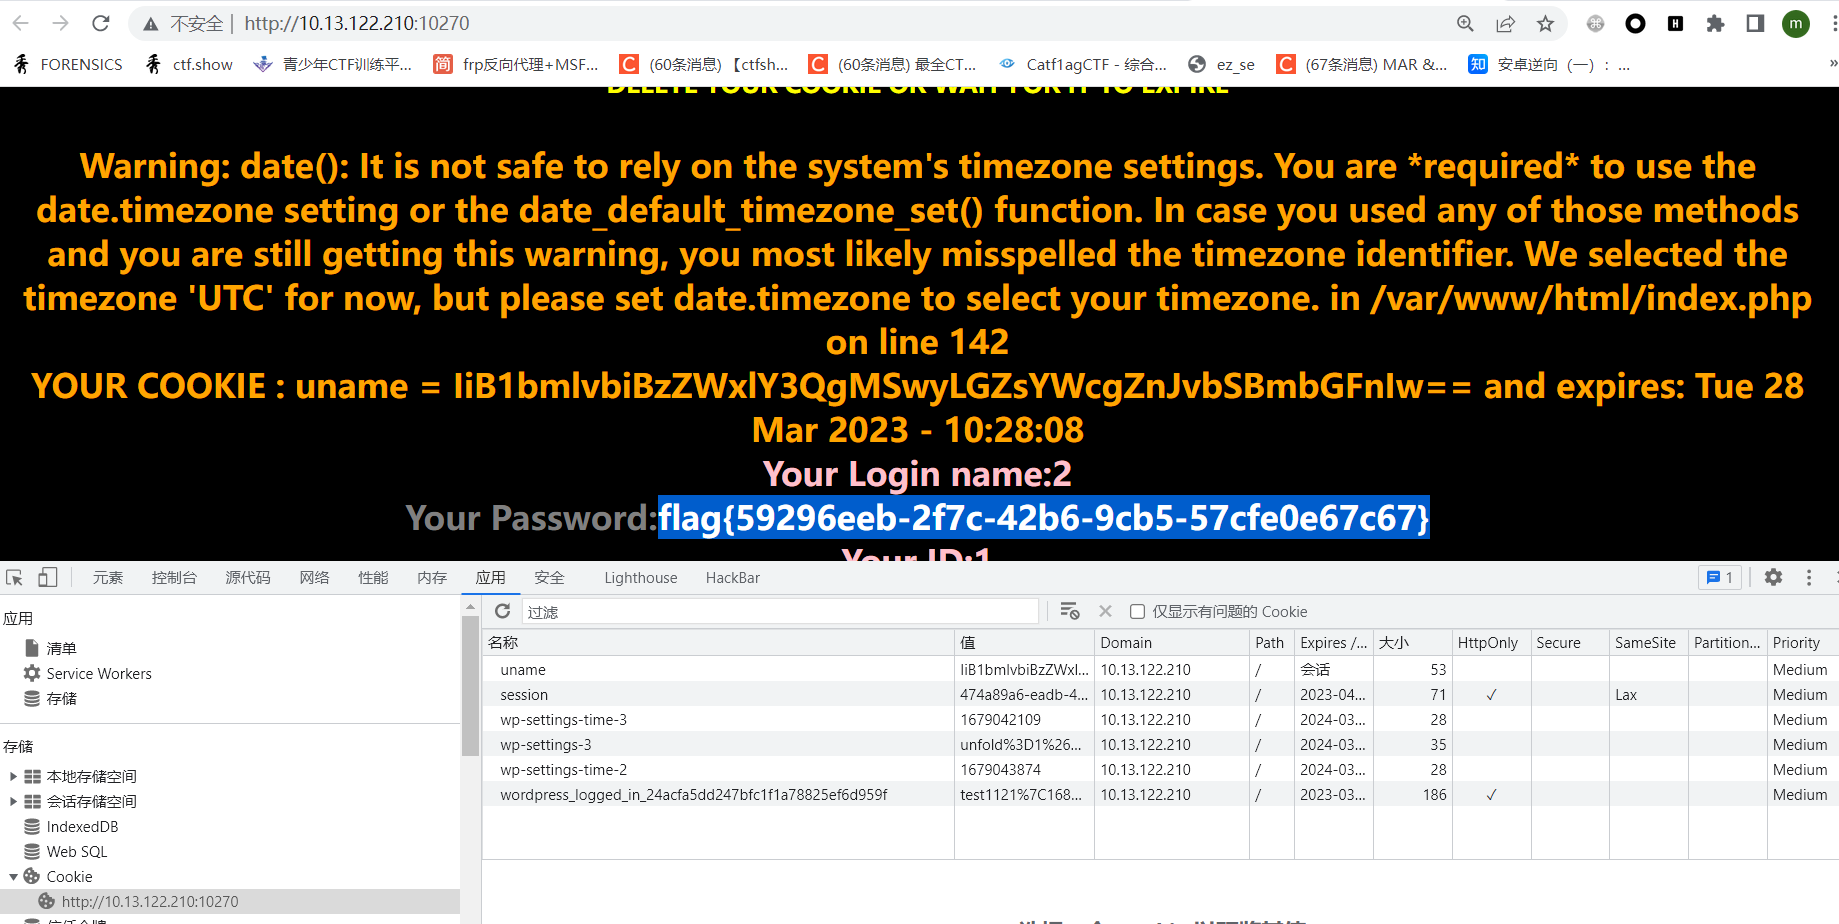 不安全 | http://10.13.122.210:10270
m
FORENSICS ctf.show 青少年CTF训练平... 简 frp反向代理+MSF... C (60条消息) 【ctfsh... C (60条消息) 最全CT... Catf1agCTF - 综合... ez_se C (67条消息) MAR &... 知 安卓逆向（一）：... »
DELETE YOUR COOKIE OR WAIT FOR IT TO EXPIRE
Warning: date(): It is not safe to rely on the system's timezone settings. You are *required* to use the
date.timezone setting or the date_default_timezone_set() function. In case you used any of those methods
and you are still getting this warning, you most likely misspelled the timezone identifier. We selected the
timezone 'UTC' for now, but please set date.timezone to select your timezone. in /var/www/html/index.php
on line 142
YOUR COOKIE : uname = IiB1bmlvbiBzZWxlY3QgMSwyLGZsYWcgZnJvbSBmbGFnIw== and expires: Tue 28
Mar 2023 - 10:28:08
Your Login name:2
Your Password:flag{59296eeb-2f7c-42b6-9cb5-57cfe0e67c67}
Your ID:1
元素 控制台 源代码 网络 性能 内存 应用 安全 Lighthouse HackBar 1
应用
清单
Service Workers
存储
存储
本地存储空间
会话存储空间
IndexedDB
Web SQL
Cookie
http://10.13.122.210:10270
过滤 仅显示有问题的 Cookie
名称 值 Domain Path Expires /... 大小 HttpOnly Secure SameSite Partition... Priority
uname IiB1bmlvbiBzZWxl... 10.13.122.210 / 会话 53 Medium
session 474a89a6-eadb-4... 10.13.122.210 / 2023-04... 71 ✓ Lax Medium
wp-settings-time-3 1679042109 10.13.122.210 / 2024-03... 28 Medium
wp-settings-3 unfold%3D1%26... 10.13.122.210 / 2024-03... 35 Medium
wp-settings-time-2 1679043874 10.13.122.210 / 2024-03... 28 Medium
wordpress_logged_in_24acfa5dd247bfc1f1a78825ef6d959f test1121%7C168... 10.13.122.210 / 2023-03... 186 ✓ Medium